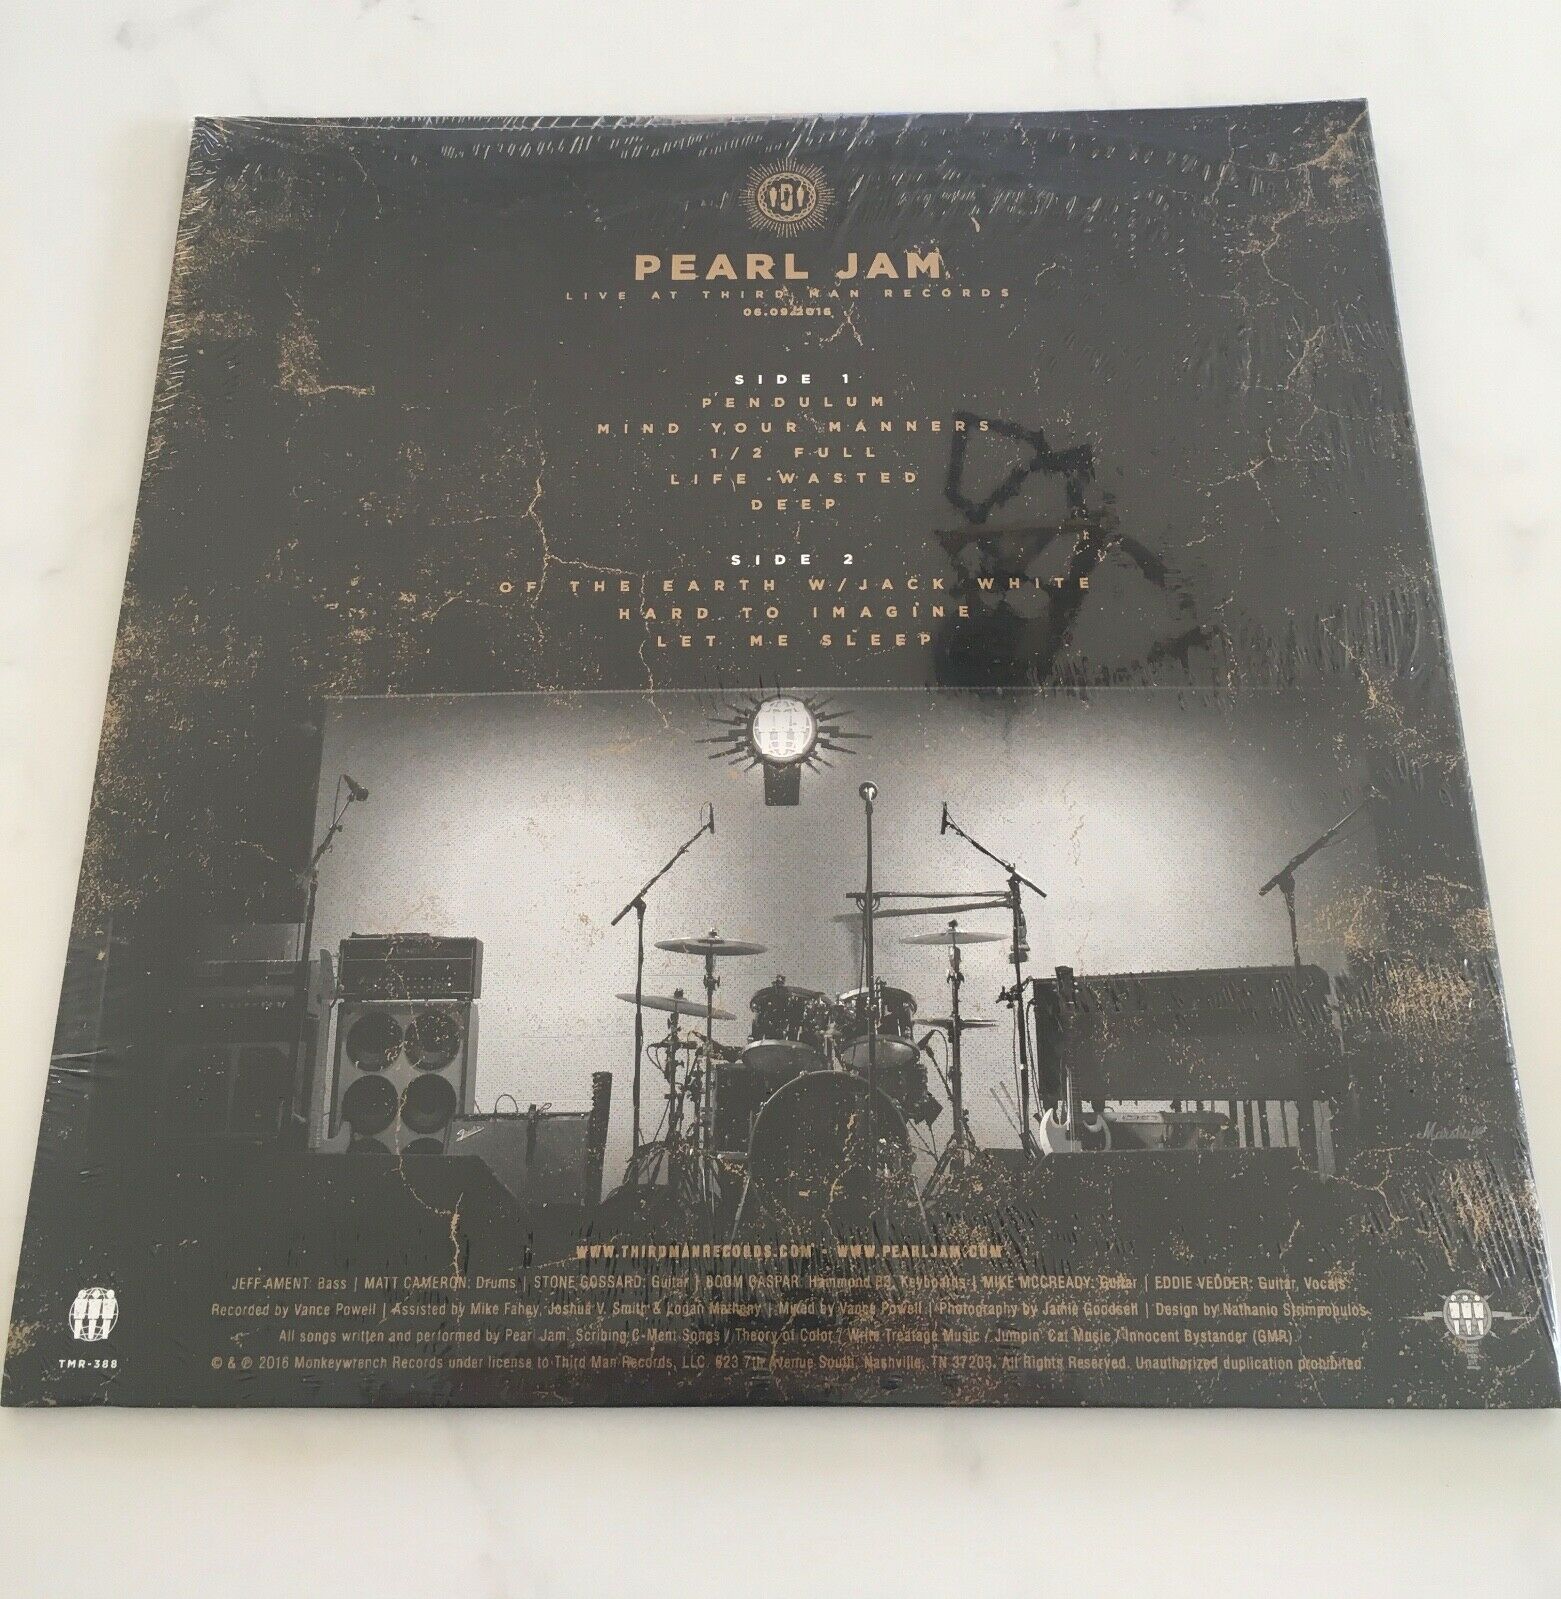 PEARL JAM
LIVE AT THIRD MAN RECORDS
06.09.2016
SIDE 1
PENDULUM
MIND YOUR MANNERS
1/2 FULL
LIFE WASTED
DEEP
SIDE 2
OF THE EARTH W/JACK WHITE
HARD TO IMAGINE
LET ME SLEEP
Fender
Marshall
WWW.THIRDMANRECORDS.COM - WWW.PEARLJAM.COM
JEFF AMENT: Bass | MATT CAMERON: Drums | STONE GOSSARD: Guitar | BOOM GASPAR: Hammond B3, Keyboards | MIKE MCCREADY: Guitar | EDDIE VEDDER: Guitar, Vocals
Recorded by Vance Powell | Assisted by Mike Fahey, Joshua V. Smith & Logan Matheny | Mixed by Vance Powell | Photography by Jamie Goodsell | Design by Nathanio Strimpopulos
All songs written and performed by Pearl Jam. Scribing C-Ment Songs / Theory of Color / Write Treatage Music / Jumpin' Cat Music / Innocent Bystander (GMR)
TMR-388
© & ℗ 2016 Monkeywrench Records under license to Third Man Records, LLC. 623 7th Avenue South, Nashville, TN 37203. All Rights Reserved. Unauthorized duplication prohibited.